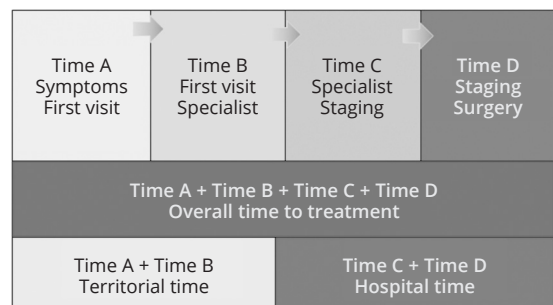 Time A
Symptoms
First visit
Time B
First visit
Specialist
Time C
Specialist
Staging
Time D
Staging
Surgery
Time A + Time B + Time C + Time D
Overall time to treatment
Time A + Time B
Territorial time
Time C + Time D
Hospital time